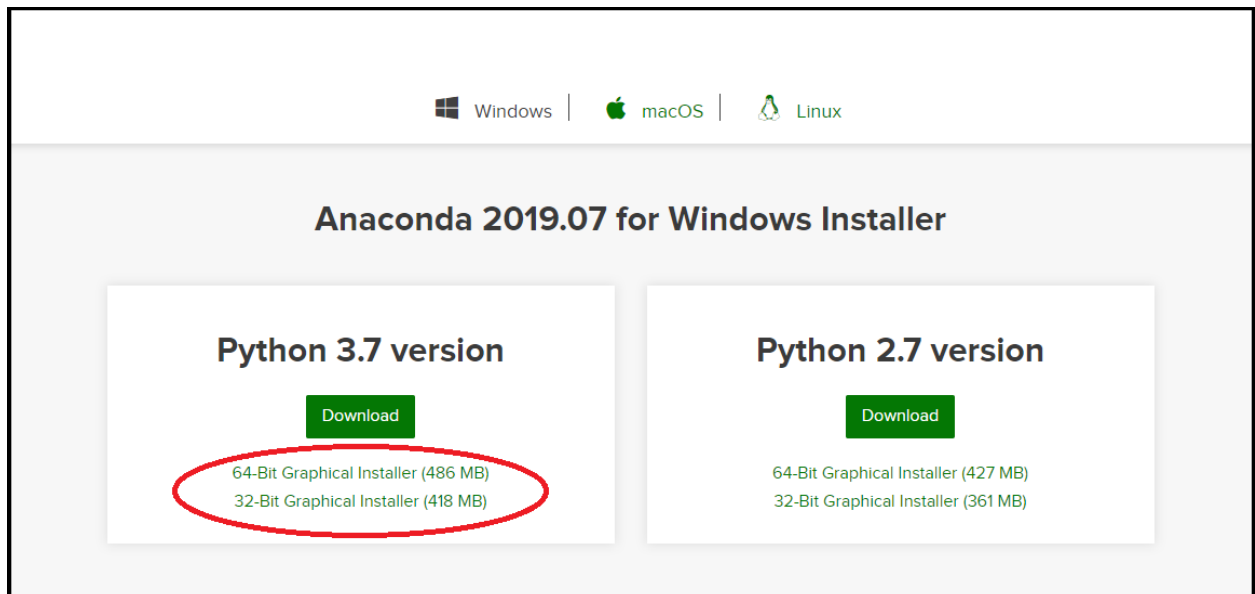 Windows macOS Linux
Anaconda 2019.07 for Windows Installer
Python 3.7 version
Download
64-Bit Graphical Installer (486 MB)
32-Bit Graphical Installer (418 MB)
Python 2.7 version
Download
64-Bit Graphical Installer (427 MB)
32-Bit Graphical Installer (361 MB)